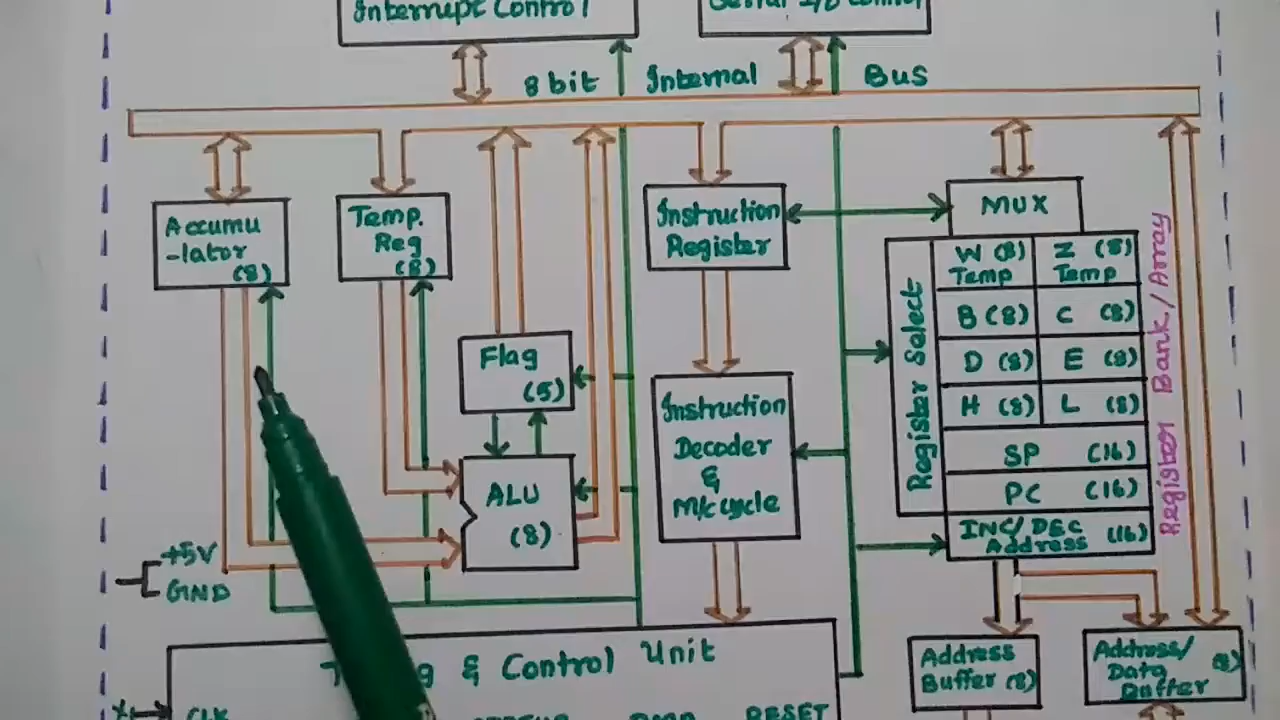 Interrupt Control
8 bit Internal Bus
Accumu
-lator
(8)
Temp.
Reg
(8)
Flag
(5)
ALU
(8)
+5V
GND
Instruction
Register
Instruction
Decoder
&
M/c cycle
MUX
Register Select
W (8) Z (8)
Temp Temp
B (8) C (8)
D (8) E (8)
H (8) L (8)
SP (16)
PC (16)
INC/DEC
Address (16)
Register Bank/Array
Address
Buffer (8)
Address/
Data (8)
Buffer
& Control Unit
CLK
RESET